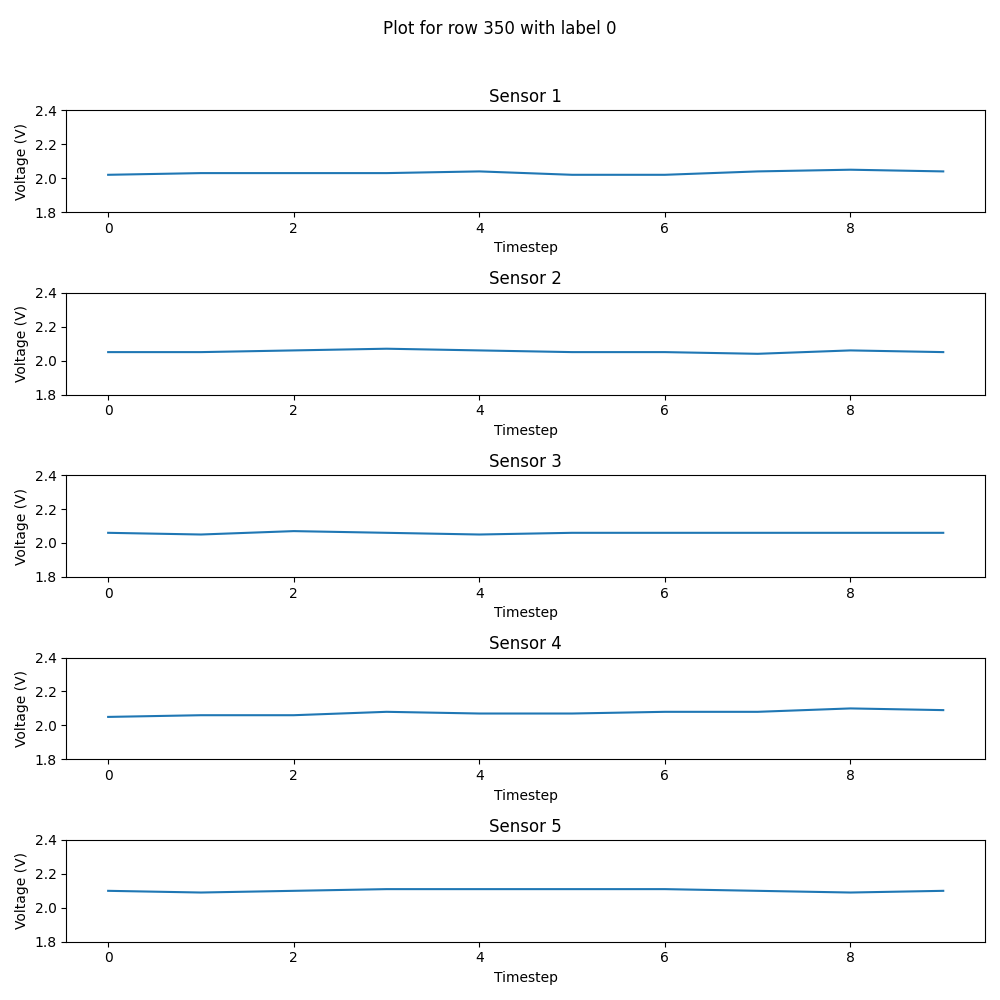 Plot for row 350 with label 0
Sensor 1
2.4
2.2
2.0
1.8
Voltage (V)
0 2 4 6 8
Timestep
Sensor 2
2.4
2.2
2.0
1.8
Voltage (V)
0 2 4 6 8
Timestep
Sensor 3
2.4
2.2
2.0
1.8
Voltage (V)
0 2 4 6 8
Timestep
Sensor 4
2.4
2.2
2.0
1.8
Voltage (V)
0 2 4 6 8
Timestep
Sensor 5
2.4
2.2
2.0
1.8
Voltage (V)
0 2 4 6 8
Timestep